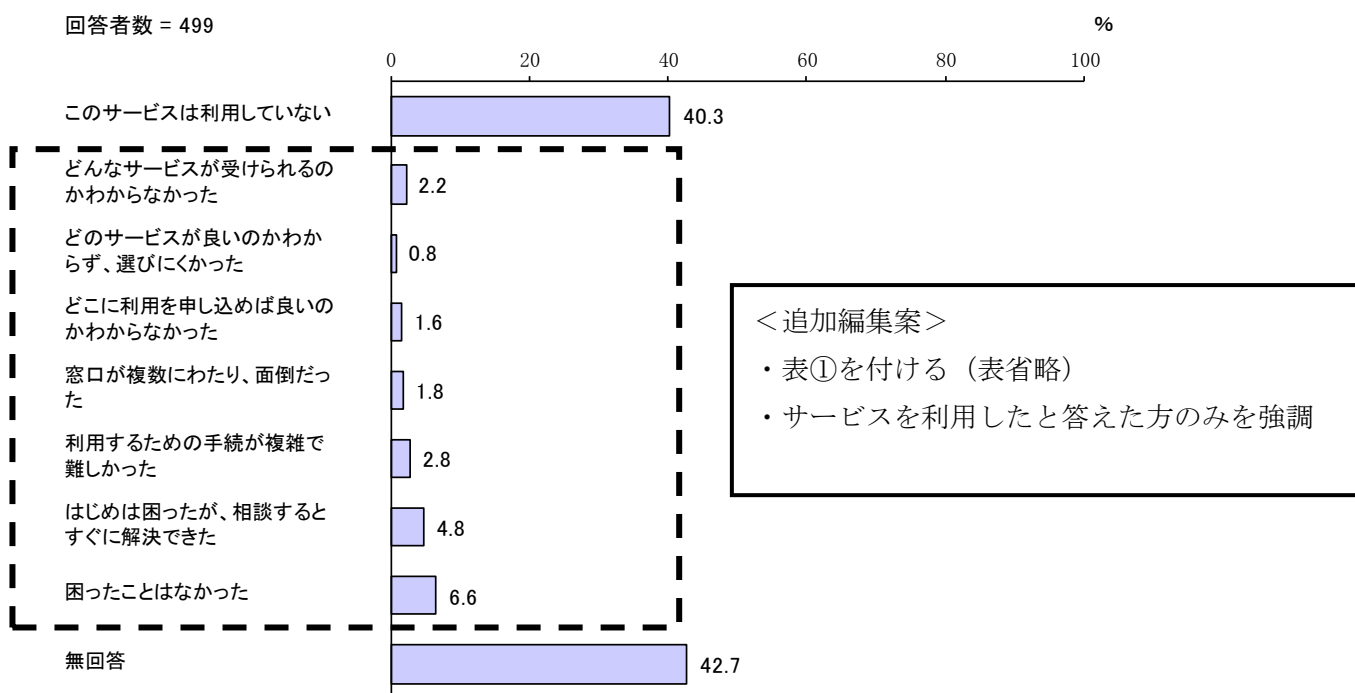 回答者数 = 499
%
0 20 40 60 80 100
このサービスは利用していない
40.3
どんなサービスが受けられるの
かわからなかった
2.2
どのサービスが良いのかわか
らず、選びにくかった
0.8
どこに利用を申し込めば良いの
かわからなかった
1.6
窓口が複数にわたり、面倒だっ
た
1.8
利用するための手続が複雑で
難しかった
2.8
はじめは困ったが、相談すると
すぐに解決できた
4.8
困ったことはなかった
6.6
無回答
42.7
＜追加編集案＞
・表①を付ける（表省略）
・サービスを利用したと答えた方のみを強調